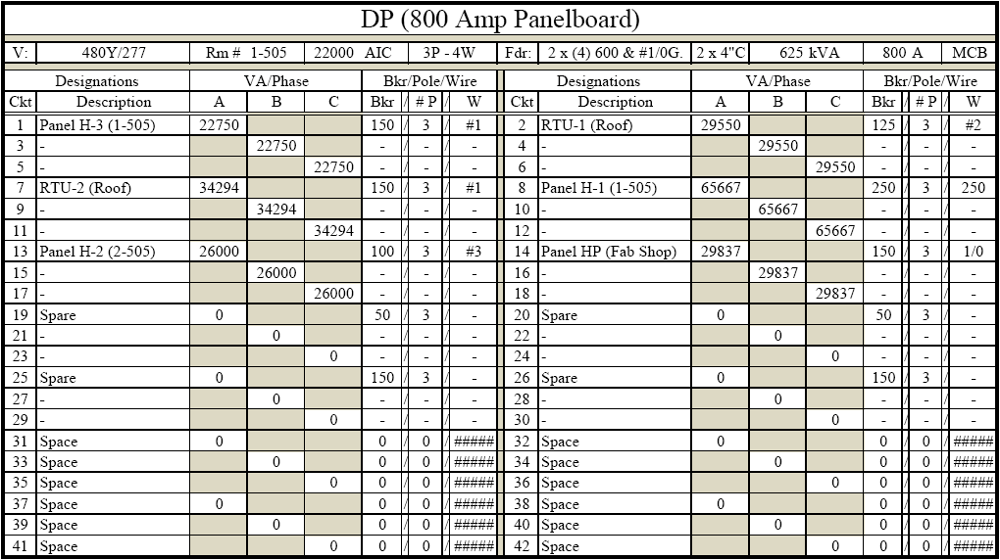 DP (800 Amp Panelboard)
V: 480Y/277 Rm # 1-505 22000 AIC 3P - 4W Fdr: 2 x (4) 600 & #1/0G. 2 x 4"C 625 kVA 800 A MCB
Designations VA/Phase Bkr/Pole/Wire Designations VA/Phase Bkr/Pole/Wire
Ckt Description A B C Bkr / # P / W Ckt Description A B C Bkr / # P / W
1 Panel H-3 (1-505) 22750 150 / 3 / #1 2 RTU-1 (Roof) 29550 125 / 3 / #2
3 - 22750 - / - / - 4 - 29550 - / - / -
5 - 22750 - / - / - 6 - 29550 - / - / -
7 RTU-2 (Roof) 34294 150 / 3 / #1 8 Panel H-1 (1-505) 65667 250 / 3 / 250
9 - 34294 - / - / - 10 - 65667 - / - / -
11 - 34294 - / - / - 12 - 65667 - / - / -
13 Panel H-2 (2-505) 26000 100 / 3 / #3 14 Panel HP (Fab Shop) 29837 150 / 3 / 1/0
15 - 26000 - / - / - 16 - 29837 - / - / -
17 - 26000 - / - / - 18 - 29837 - / - / -
19 Spare 0 50 / 3 / - 20 Spare 0 50 / 3 / -
21 - 0 - / - / - 22 - 0 - / - / -
23 - 0 - / - / - 24 - 0 - / - / -
25 Spare 0 150 / 3 / - 26 Spare 0 150 / 3 / -
27 - 0 - / - / - 28 - 0 - / - / -
29 - 0 - / - / - 30 - 0 - / - / -
31 Space 0 0 / 0 / ##### 32 Space 0 0 / 0 / #####
33 Space 0 0 / 0 / ##### 34 Space 0 0 / 0 / #####
35 Space 0 0 / 0 / ##### 36 Space 0 0 / 0 / #####
37 Space 0 0 / 0 / ##### 38 Space 0 0 / 0 / #####
39 Space 0 0 / 0 / ##### 40 Space 0 0 / 0 / #####
41 Space 0 0 / 0 / ##### 42 Space 0 0 / 0 / #####